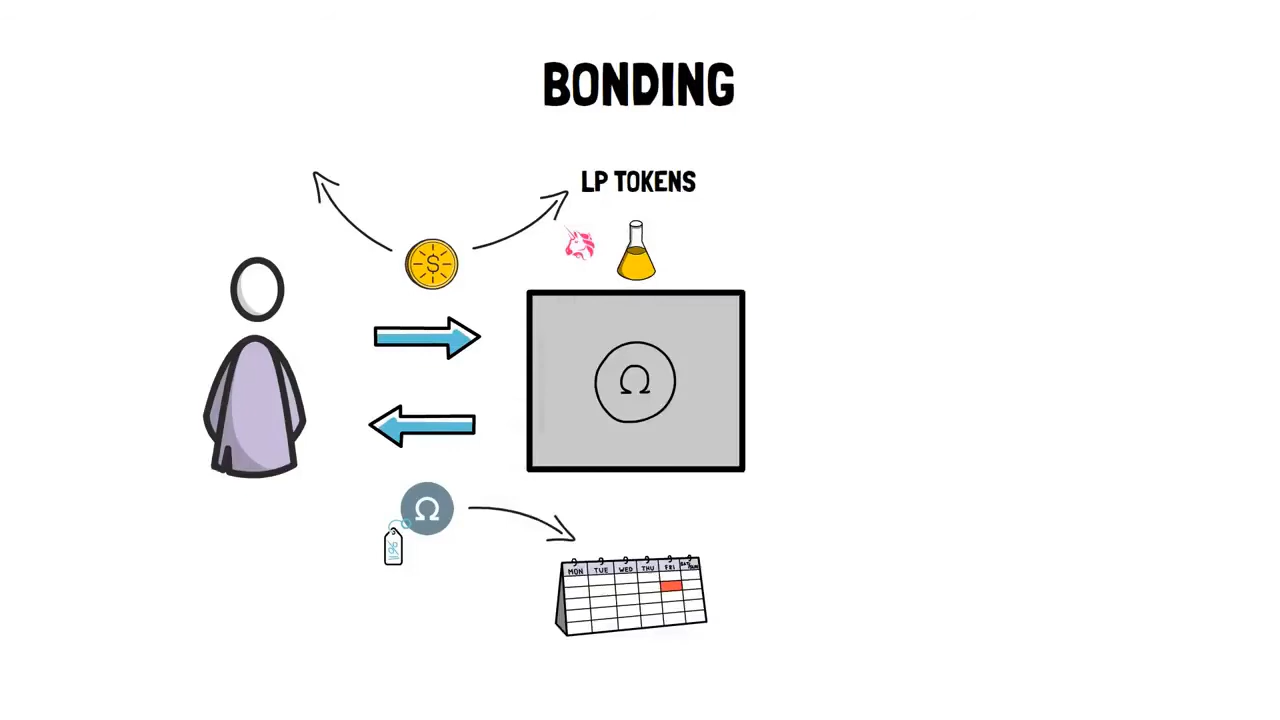 BONDING
LP TOKENS
$
Ω
Ω
MON TUE WED THU FRI